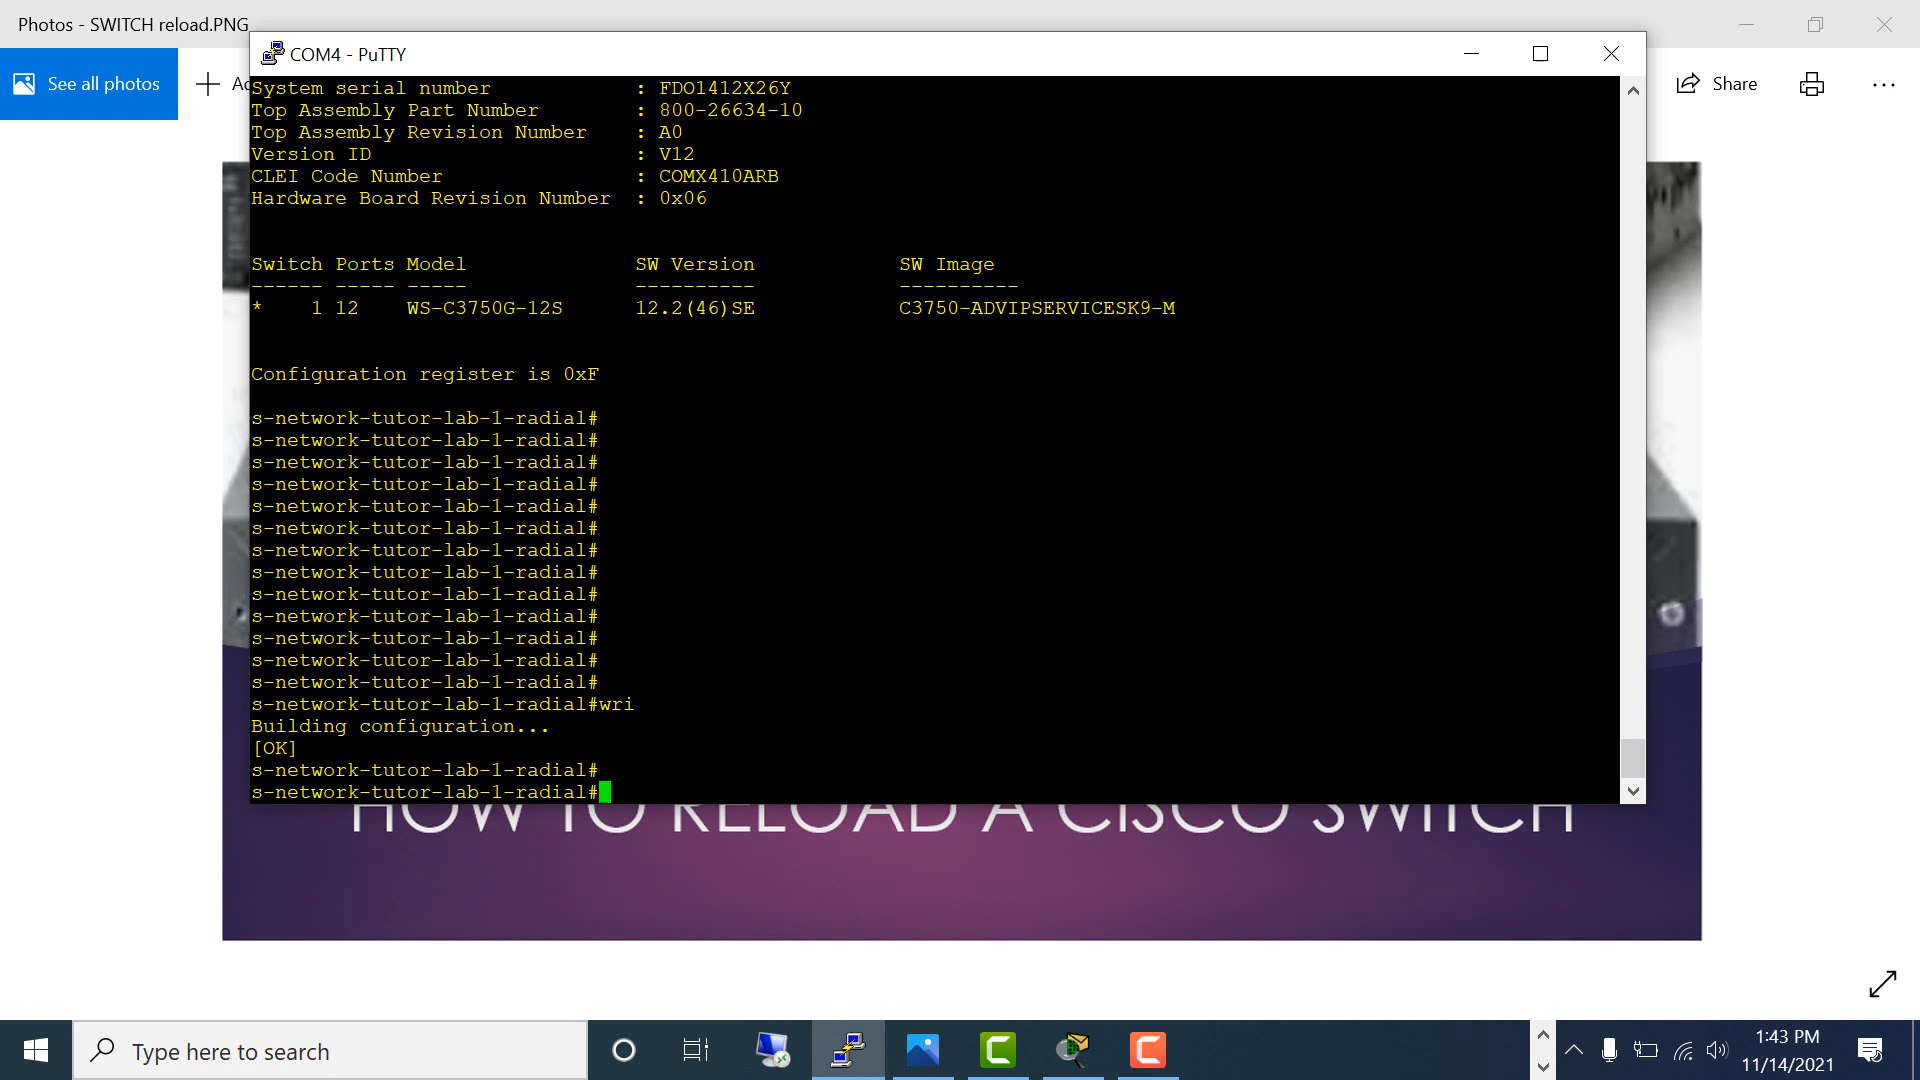 Photos - SWITCH reload.PNG
COM4 - PuTTY
See all photos
Share
System serial number : FDO1412X26Y
Top Assembly Part Number : 800-26634-10
Top Assembly Revision Number : A0
Version ID : V12
CLEI Code Number : COMX410ARB
Hardware Board Revision Number : 0x06
Switch Ports Model SW Version SW Image
------ ----- ----- ---------- ----------
* 1 12 WS-C3750G-12S 12.2(46)SE C3750-ADVIPSERVICESK9-M
Configuration register is 0xF
s-network-tutor-lab-1-radial#
s-network-tutor-lab-1-radial#
s-network-tutor-lab-1-radial#
s-network-tutor-lab-1-radial#
s-network-tutor-lab-1-radial#
s-network-tutor-lab-1-radial#
s-network-tutor-lab-1-radial#
s-network-tutor-lab-1-radial#
s-network-tutor-lab-1-radial#
s-network-tutor-lab-1-radial#
s-network-tutor-lab-1-radial#
s-network-tutor-lab-1-radial#
s-network-tutor-lab-1-radial#
s-network-tutor-lab-1-radial#wri
Building configuration...
[OK]
s-network-tutor-lab-1-radial#
s-network-tutor-lab-1-radial#
HOW TO RELOAD A CISCO SWITCH
Type here to search
1:43 PM
11/14/2021